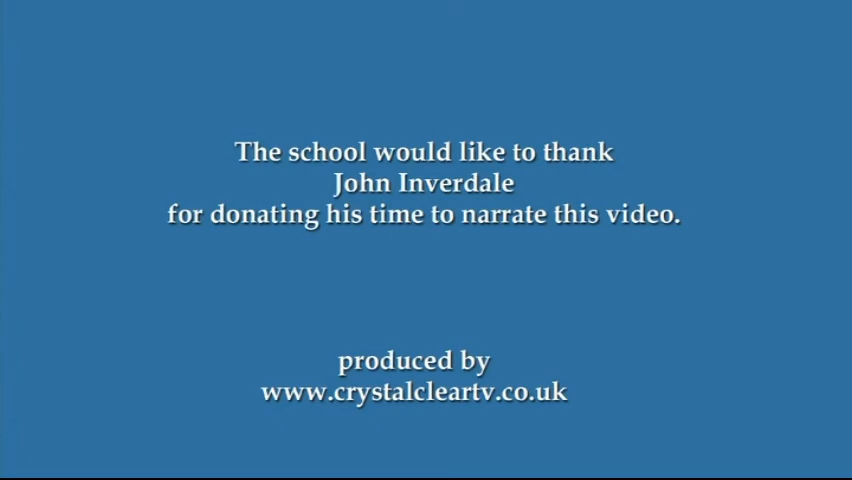 The school would like to thank
John Inverdale
for donating his time to narrate this video.
produced by
www.crystalcleartv.co.uk